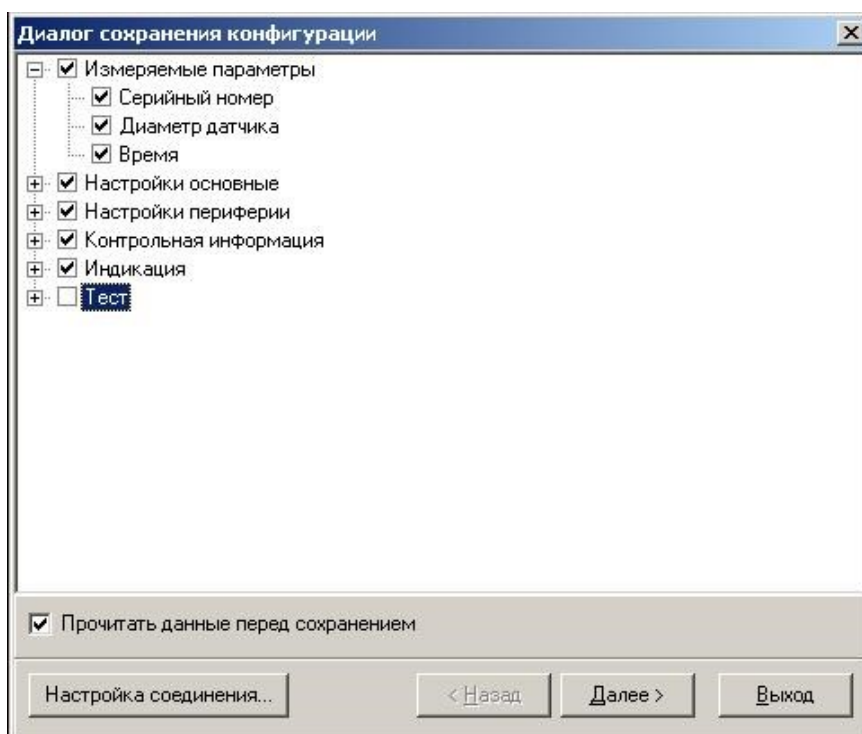 Диалог сохранения конфигурации
Измеряемые параметры
Серийный номер
Диаметр датчика
Время
Настройки основные
Настройки периферии
Контрольная информация
Индикация
Тест
Прочитать данные перед сохранением
Настройка соединения... < Назад Далее > Выход